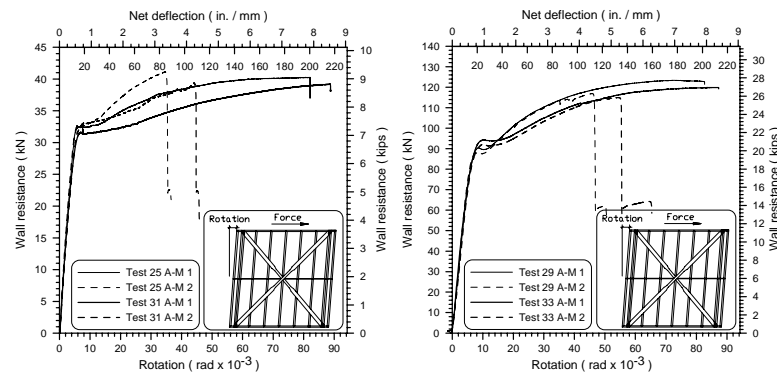 Net deflection ( in. / mm )
0 1 2 3 4 5 6 7 8 9
20 40 60 80 100 120 140 160 180 200 220
45
40
35
30
25
20
15
10
5
0
Wall resistance ( kN )
10
9
8
7
6
5
4
3
2
1
0
Wall resistance ( kips )
Rotation
Force
Test 25 A-M 1
Test 25 A-M 2
Test 31 A-M 1
Test 31 A-M 2
0 10 20 30 40 50 60 70 80 90
Rotation ( rad x 10-3 )
Net deflection ( in. / mm )
0 1 2 3 4 5 6 7 8 9
20 40 60 80 100 120 140 160 180 200 220
140
130
120
110
100
90
80
70
60
50
40
30
20
10
0
Wall resistance ( kN )
30
28
26
24
22
20
18
16
14
12
10
8
6
4
2
0
Wall resistance ( kips )
Rotation
Force
Test 29 A-M 1
Test 29 A-M 2
Test 33 A-M 1
Test 33 A-M 2
0 10 20 30 40 50 60 70 80 90
Rotation ( rad x 10-3 )